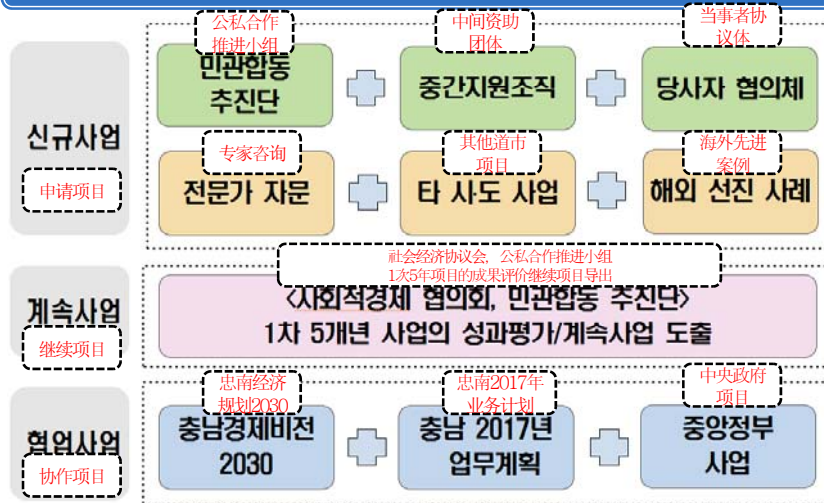 公私合作
推进小组
민관합동
추진단
中间资助
团体
중간지원조직
当事者协
议体
당사자 협의체
신규사업
申请项目
专家咨询
전문가 자문
其他道市
项目
타 시도 사업
海外先进
案例
해외 선진 사례
社会经济协议会，公私合作推进小组
1次5年项目的成果评价继续项目导出
<사회적경제 협의회, 민관합동 추진단>
1차 5개년 사업의 성과평가/계속사업 도출
계속사업
继续项目
忠南经济
规划2030
충남경제비전
2030
忠南2017年
业务计划
충남 2017년
업무계획
中央政府
项目
중앙정부
사업
협업사업
协作项目